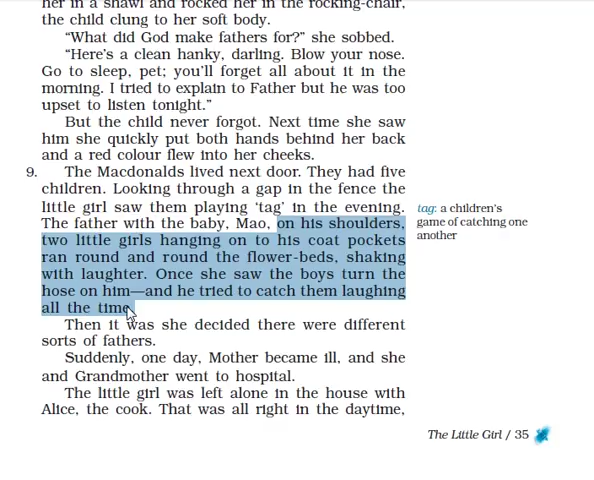 her in a shawl and rocked her in the rocking-chair,
the child clung to her soft body.
“What did God make fathers for?” she sobbed.
“Here’s a clean hanky, darling. Blow your nose.
Go to sleep, pet; you’ll forget all about it in the
morning. I tried to explain to Father but he was too
upset to listen tonight.”
But the child never forgot. Next time she saw
him she quickly put both hands behind her back
and a red colour flew into her cheeks.
9. The Macdonalds lived next door. They had five
children. Looking through a gap in the fence the
little girl saw them playing ‘tag’ in the evening.
The father with the baby, Mao, on his shoulders,
two little girls hanging on to his coat pockets
ran round and round the flower-beds, shaking
with laughter. Once she saw the boys turn the
hose on him—and he tried to catch them laughing
all the time.
tag: a children’s
game of catching one
another
Then it was she decided there were different
sorts of fathers.
Suddenly, one day, Mother became ill, and she
and Grandmother went to hospital.
The little girl was left alone in the house with
Alice, the cook. That was all right in the daytime,
The Little Girl / 35